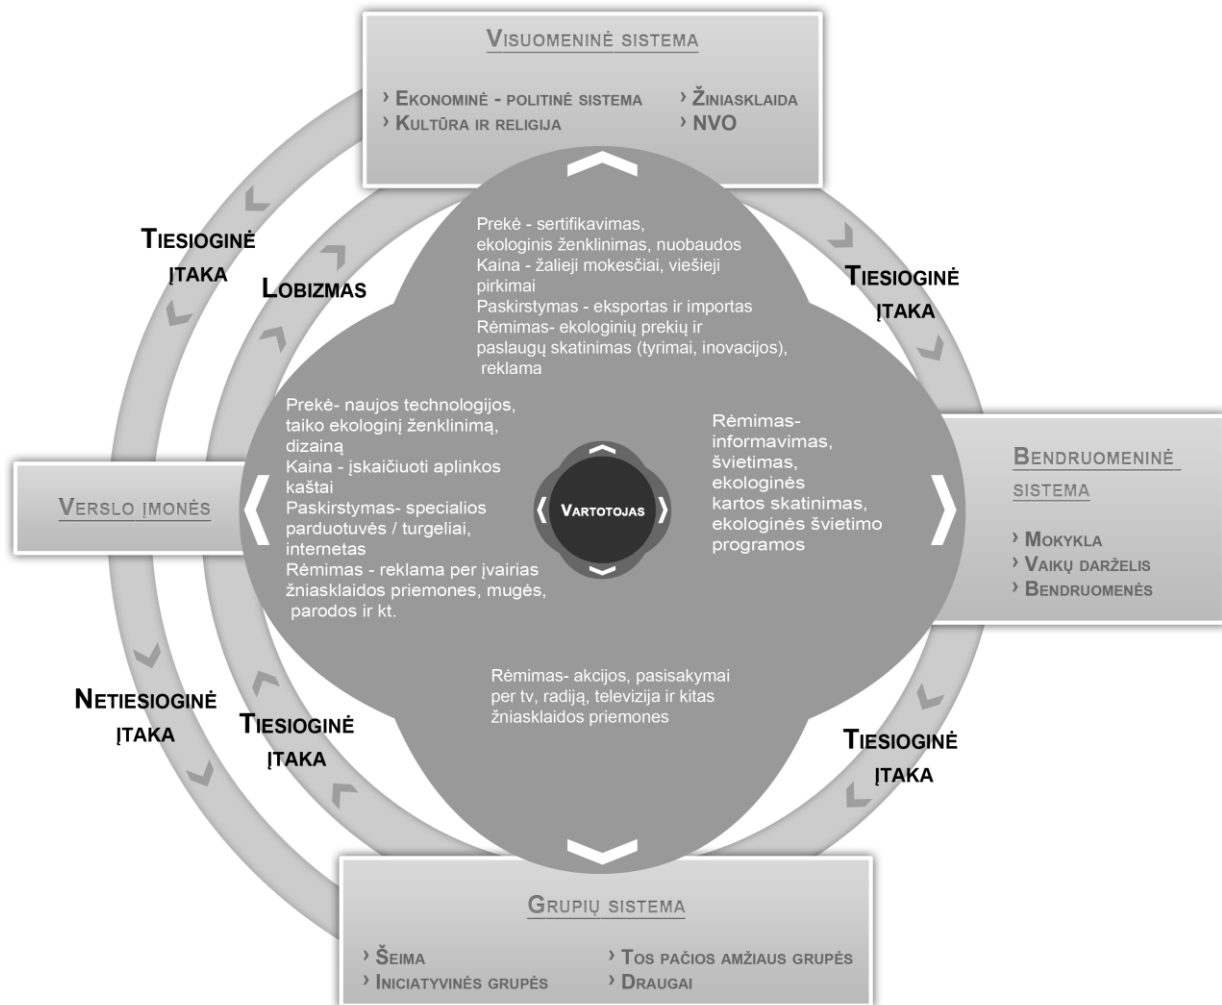 VISUOMENINĖ SISTEMA
› EKONOMINĖ - POLITINĖ SISTEMA
› KULTŪRA IR RELIGIJA
› ŽINIASKLAIDA
› NVO
TIESIOGINĖ
ĮTAKA
LOBIZMAS
TIESIOGINĖ
ĮTAKA
Prekė - sertifikavimas,
ekologinis ženklinimas, nuobaudos
Kaina - žalieji mokesčiai, viešieji
pirkimai
Paskirstymas - eksportas ir importas
Rėmimas- ekologinių prekių ir
paslaugų skatinimas (tyrimai, inovacijos),
reklama
VERSLO ĮMONĖS
Prekė- naujos technologijos,
taiko ekologinį ženklinimą,
dizainą
Kaina - įskaičiuoti aplinkos
kaštai
Paskirstymas- specialios
parduotuvės / turgeliai,
internetas
Rėmimas - reklama per įvairias
žniasklaidos priemones, mugės,
parodos ir kt.
VARTOTOJAS
Rėmimas-
informavimas,
švietimas,
ekologinės
kartos skatinimas,
ekologinės švietimo
programos
BENDRUOMENINĖ
SISTEMA
› MOKYKLA
› VAIKŲ DARŽELIS
› BENDRUOMENĖS
Rėmimas- akcijos, pasisakymai
per tv, radiją, televizija ir kitas
žniasklaidos priemones
NETIESIOGINĖ
ĮTAKA
TIESIOGINĖ
ĮTAKA
TIESIOGINĖ
ĮTAKA
GRUPIŲ SISTEMA
› ŠEIMA
› INICIATYVINĖS GRUPĖS
› TOS PAČIOS AMŽIAUS GRUPĖS
› DRAUGAI